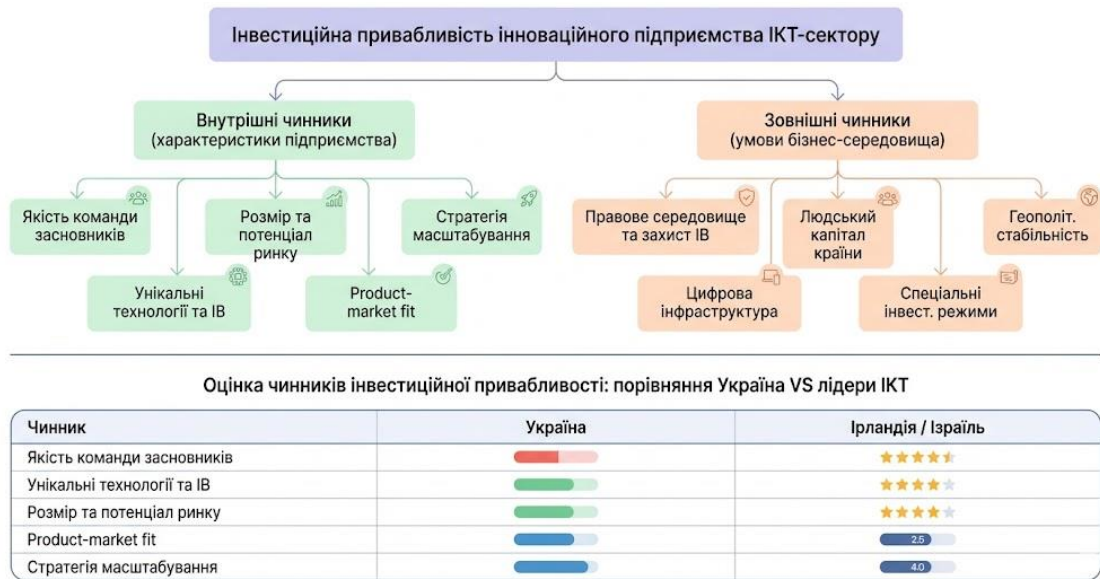 Інвестиційна привабливість інноваційного підприємства ІКТ-сектору
Внутрішні чинники
(характеристики підприємства)
Зовнішні чинники
(умови бізнес-середовища)
Якість команди
засновників
Розмір та
потенціал
ринку
Стратегія
масштабування
Правове середовище
та захист ІВ
Людський
капітал
країни
Геополіт.
стабільність
Унікальні
технології та ІВ
Product-
market fit
Цифрова
інфраструктура
Спеціальні
інвест. режими
Оцінка чинників інвестиційної привабливості: порівняння Україна VS лідери ІКТ
Чинник Україна Ірландія / Ізраїль
Якість команди засновників
Унікальні технології та ІВ
Розмір та потенціал ринку
Product-market fit 2.5
Стратегія масштабування 4.0